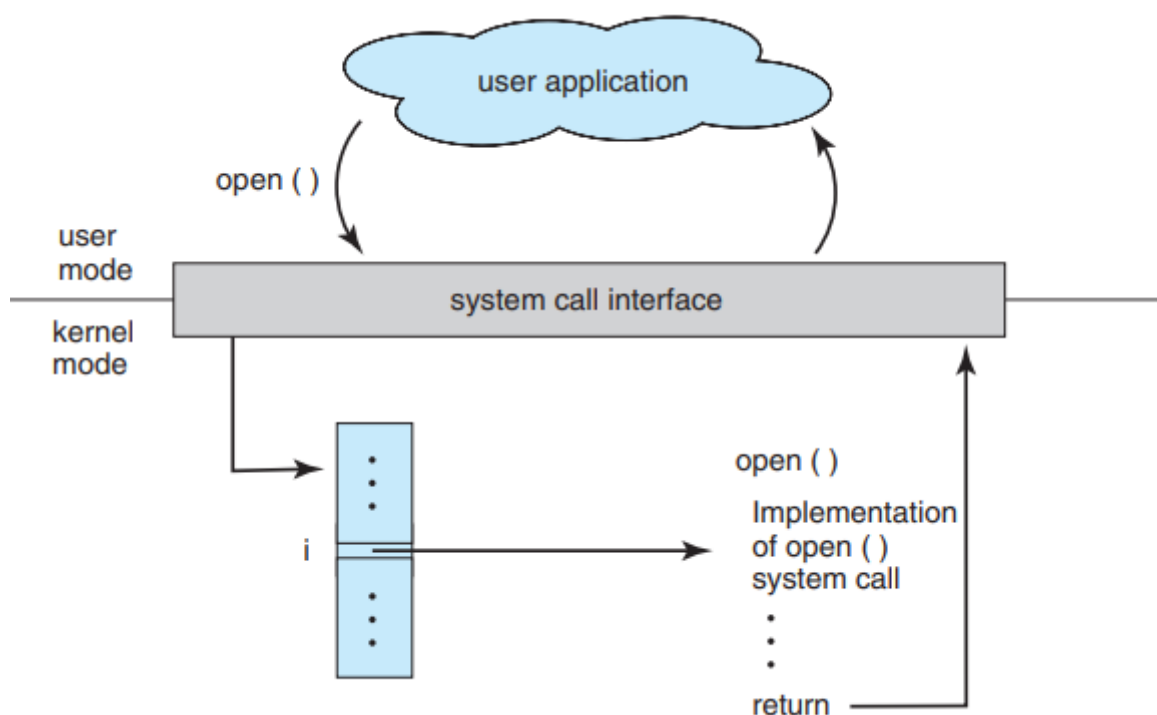 user application
open ( )
user
mode
system call interface
kernel
mode
open ( )
Implementation
i
of open ( )
system call
return